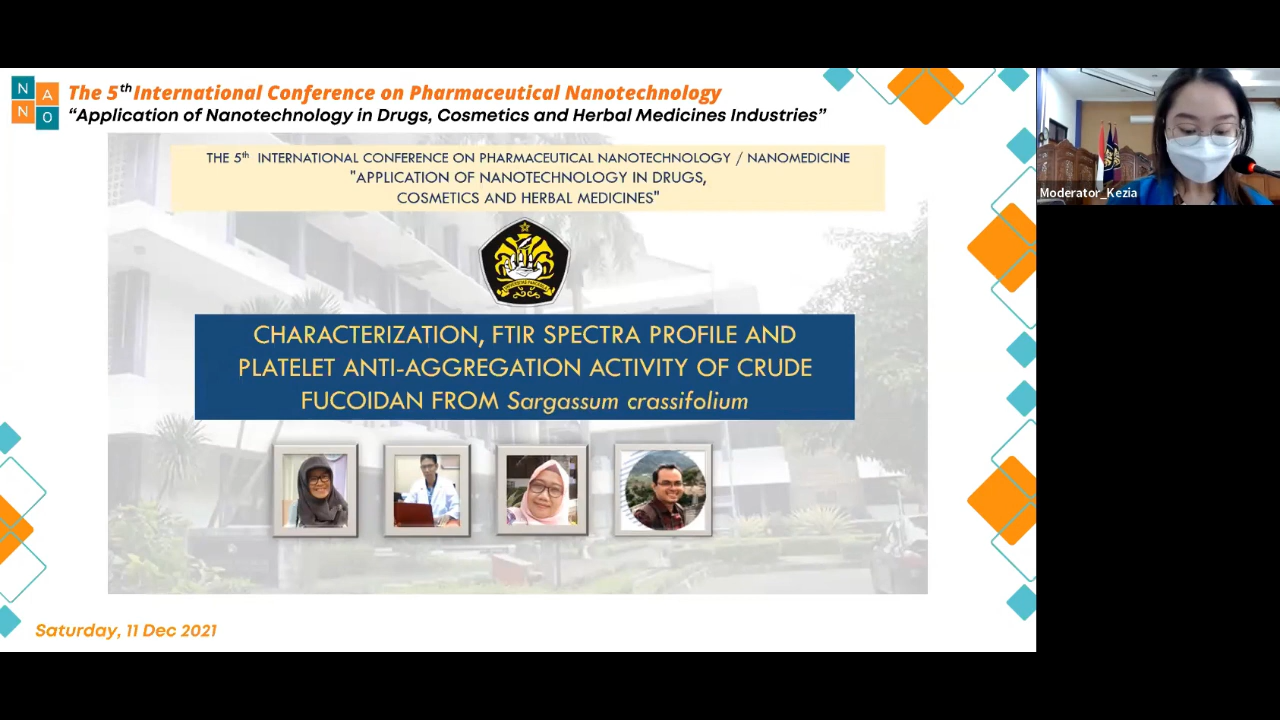 N A
N O
The 5th International Conference on Pharmaceutical Nanotechnology
“Application of Nanotechnology in Drugs, Cosmetics and Herbal Medicines Industries”
THE 5th INTERNATIONAL CONFERENCE ON PHARMACEUTICAL NANOTECHNOLOGY / NANOMEDICINE
"APPLICATION OF NANOTECHNOLOGY IN DRUGS,
COSMETICS AND HERBAL MEDICINES"
CHARACTERIZATION, FTIR SPECTRA PROFILE AND
PLATELET ANTI-AGGREGATION ACTIVITY OF CRUDE
FUCOIDAN FROM Sargassum crassifolium
Saturday, 11 Dec 2021
Moderator_Kezia